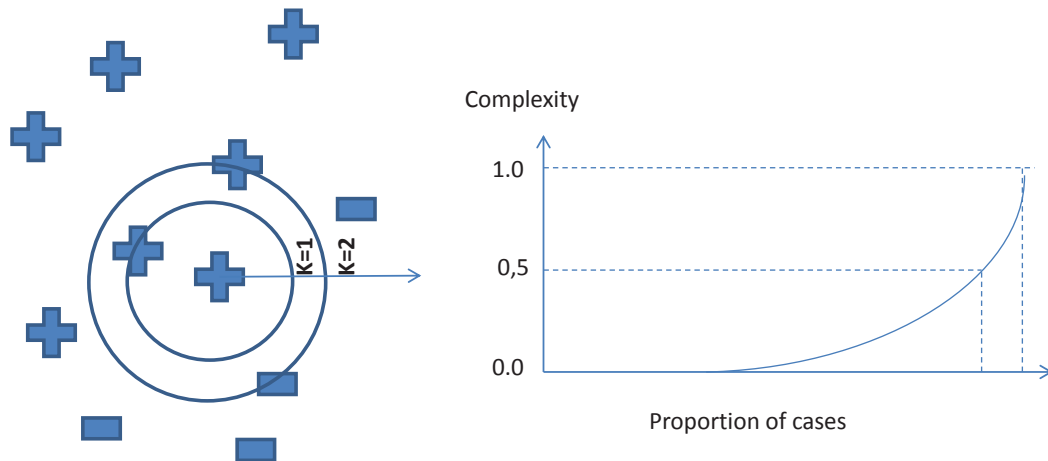 K=1
K=2
Complexity
1.0
0,5
0.0
Proportion of cases